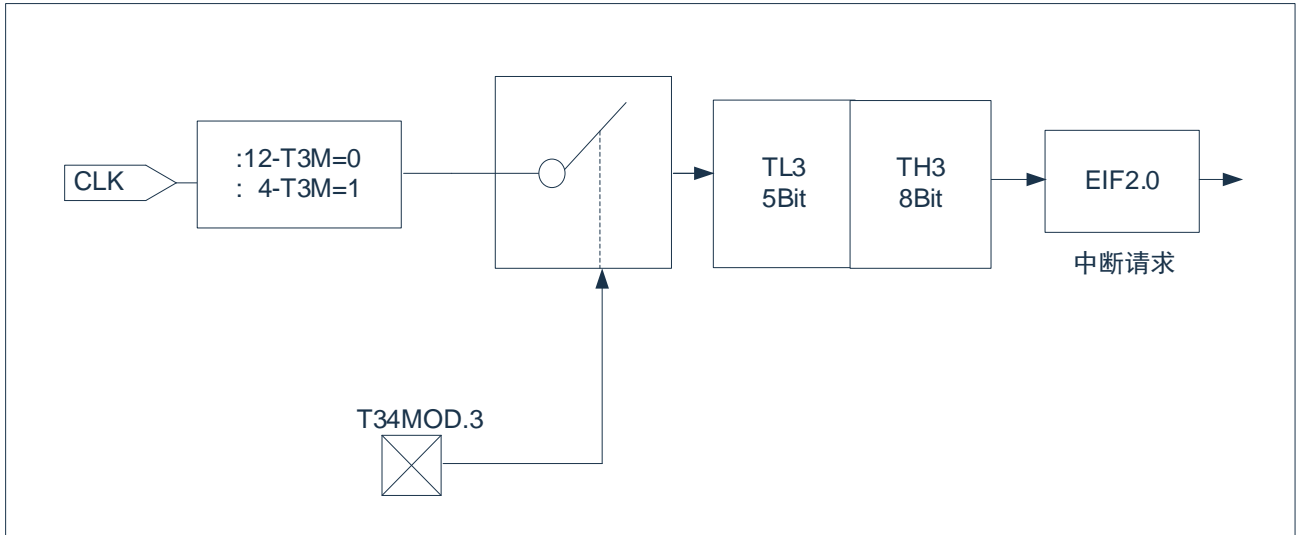 CLK
:12-T3M=0
:  4-T3M=1
TL3
5Bit
TH3
8Bit
EIF2.0
中断请求
T34MOD.3